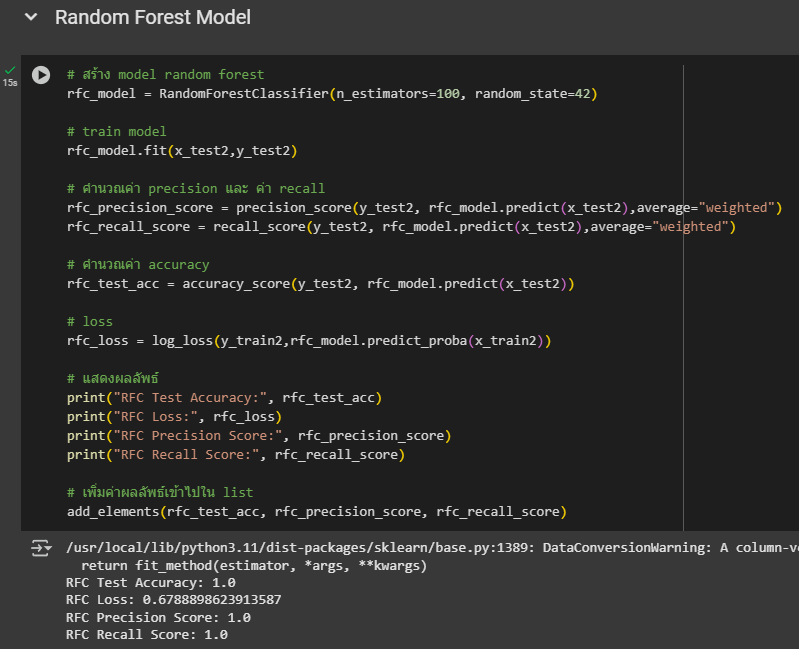 Random Forest Model
15s
# สร้าง model random forest
rfc_model = RandomForestClassifier(n_estimators=100, random_state=42)
# train model
rfc_model.fit(x_test2,y_test2)
# คำนวณค่า precision และ ค่า recall
rfc_precision_score = precision_score(y_test2, rfc_model.predict(x_test2),average="weighted")
rfc_recall_score = recall_score(y_test2, rfc_model.predict(x_test2),average="weighted")
# คำนวณค่า accuracy
rfc_test_acc = accuracy_score(y_test2, rfc_model.predict(x_test2))
# loss
rfc_loss = log_loss(y_train2,rfc_model.predict_proba(x_train2))
# แสดงผลลัพธ์
print("RFC Test Accuracy:", rfc_test_acc)
print("RFC Loss:", rfc_loss)
print("RFC Precision Score:", rfc_precision_score)
print("RFC Recall Score:", rfc_recall_score)
# เพิ่มค่าผลลัพธ์เข้าไปใน list
add_elements(rfc_test_acc, rfc_precision_score, rfc_recall_score)
/usr/local/lib/python3.11/dist-packages/sklearn/base.py:1389: DataConversionWarning: A column-v
return fit_method(estimator, *args, **kwargs)
RFC Test Accuracy: 1.0
RFC Loss: 0.6788898623913587
RFC Precision Score: 1.0
RFC Recall Score: 1.0